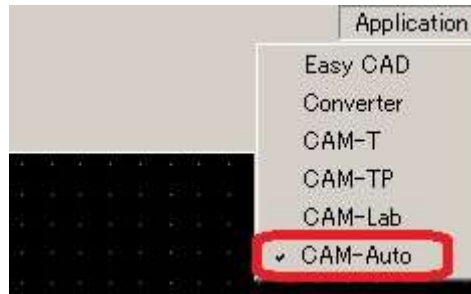 Application
Easy CAD
Converter
CAM-T
CAM-TP
CAM-Lab
CAM-Auto